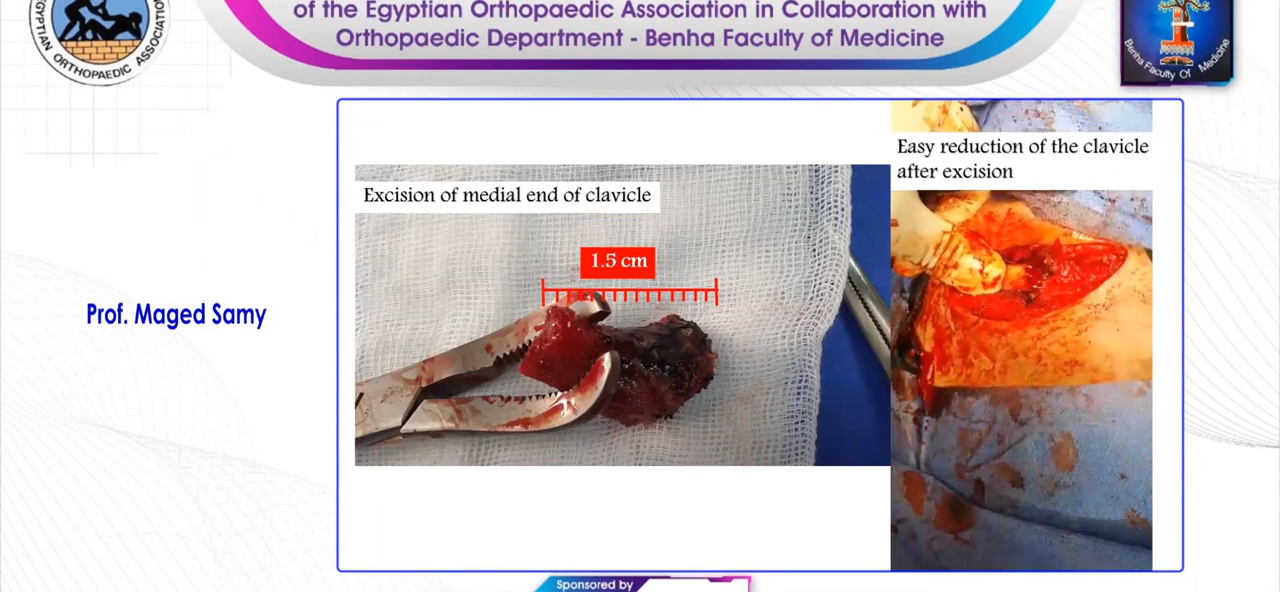 of the Egyptian Orthopaedic Association in Collaboration with
Orthopaedic Department - Benha Faculty of Medicine
EGYPTIAN ORTHOPAEDIC ASSOCIATION
Benha Faculty Of Medicine
Easy reduction of the clavicle
after excision
Excision of medial end of clavicle
1.5 cm
Prof. Maged Samy
Sponsored by